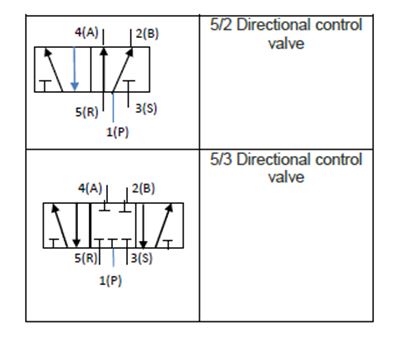 4(A) 2(B)
5(R) 3(S)
1(P)
5/2 Directional control
valve
4(A) 2(B)
5(R) 3(S)
1(P)
5/3 Directional control
valve